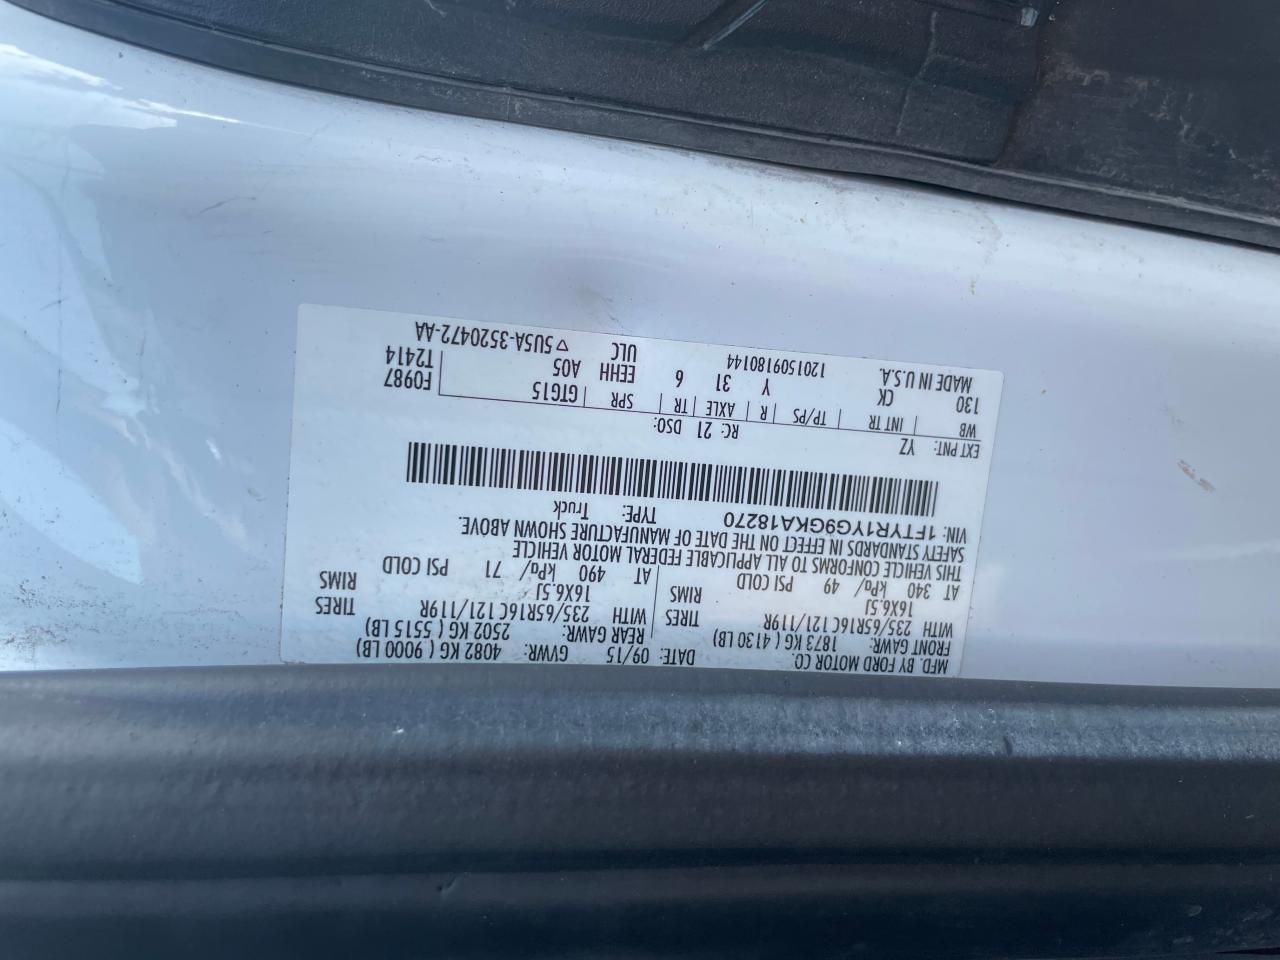 MFD. BY FORD MOTOR CO. DATE: 09/15 GVWR: 4082 KG ( 9000 LB)
FRONT GAWR: 1873 KG ( 4130 LB) REAR GAWR: 2502 KG ( 5515 LB)
WITH 235/65R16C 121/119R TIRES WITH 235/65R16C 121/119R TIRES
16X6.5J RIMS 16X6.5J RIMS
AT 340 kPa/ 49 PSI COLD AT 490 kPa/ 71 PSI COLD
THIS VEHICLE CONFORMS TO ALL APPLICABLE FEDERAL MOTOR VEHICLE
SAFETY STANDARDS IN EFFECT ON THE DATE OF MANUFACTURE SHOWN ABOVE.
VIN: 1FTYR1YG9GKA18270 TYPE: Truck
EXT PNT: YZ RC: 21 DSO:
WB INT TR TP/PS R AXLE TR SPR GTG15 F0987
130 CK Y 31 6 EEHH A05 T2414
MADE IN U.S.A. 1201509180144 ULC ▽5U5A-3520472-AA